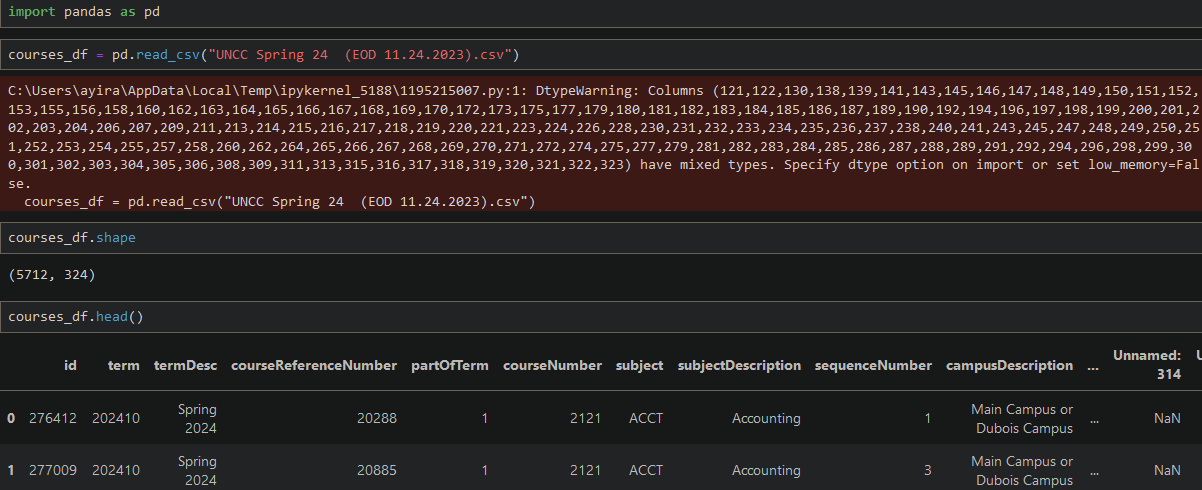 import pandas as pd
courses_df = pd.read_csv("UNCC Spring 24  (EOD 11.24.2023).csv")
C:\Users\ayira\AppData\Local\Temp\ipykernel_5188\1195215007.py:1: DtypeWarning: Columns (121,122,130,138,139,141,143,145,146,147,148,149,150,151,152,
153,155,156,158,160,162,163,164,165,166,167,168,169,170,172,173,175,177,179,180,181,182,183,184,185,186,187,189,190,192,194,196,197,198,199,200,201,2
02,203,204,206,207,209,211,213,214,215,216,217,218,219,220,221,223,224,226,228,230,231,232,233,234,235,236,237,238,240,241,243,245,247,248,249,250,25
1,252,253,254,255,257,258,260,262,264,265,266,267,268,269,270,271,272,274,275,277,279,281,282,283,284,285,286,287,288,289,291,292,294,296,298,299,30
0,301,302,303,304,305,306,308,309,311,313,315,316,317,318,319,320,321,322,323) have mixed types. Specify dtype option on import or set low_memory=Fal
se.
  courses_df = pd.read_csv("UNCC Spring 24  (EOD 11.24.2023).csv")
courses_df.shape
(5712, 324)
courses_df.head()
id term termDesc courseReferenceNumber partOfTerm courseNumber subject subjectDescription sequenceNumber campusDescription ... Unnamed: 314
0 276412 202410 Spring 2024 20288 1 2121 ACCT Accounting 1 Main Campus or Dubois Campus ... NaN
1 277009 202410 Spring 2024 20885 1 2121 ACCT Accounting 3 Main Campus or Dubois Campus ... NaN